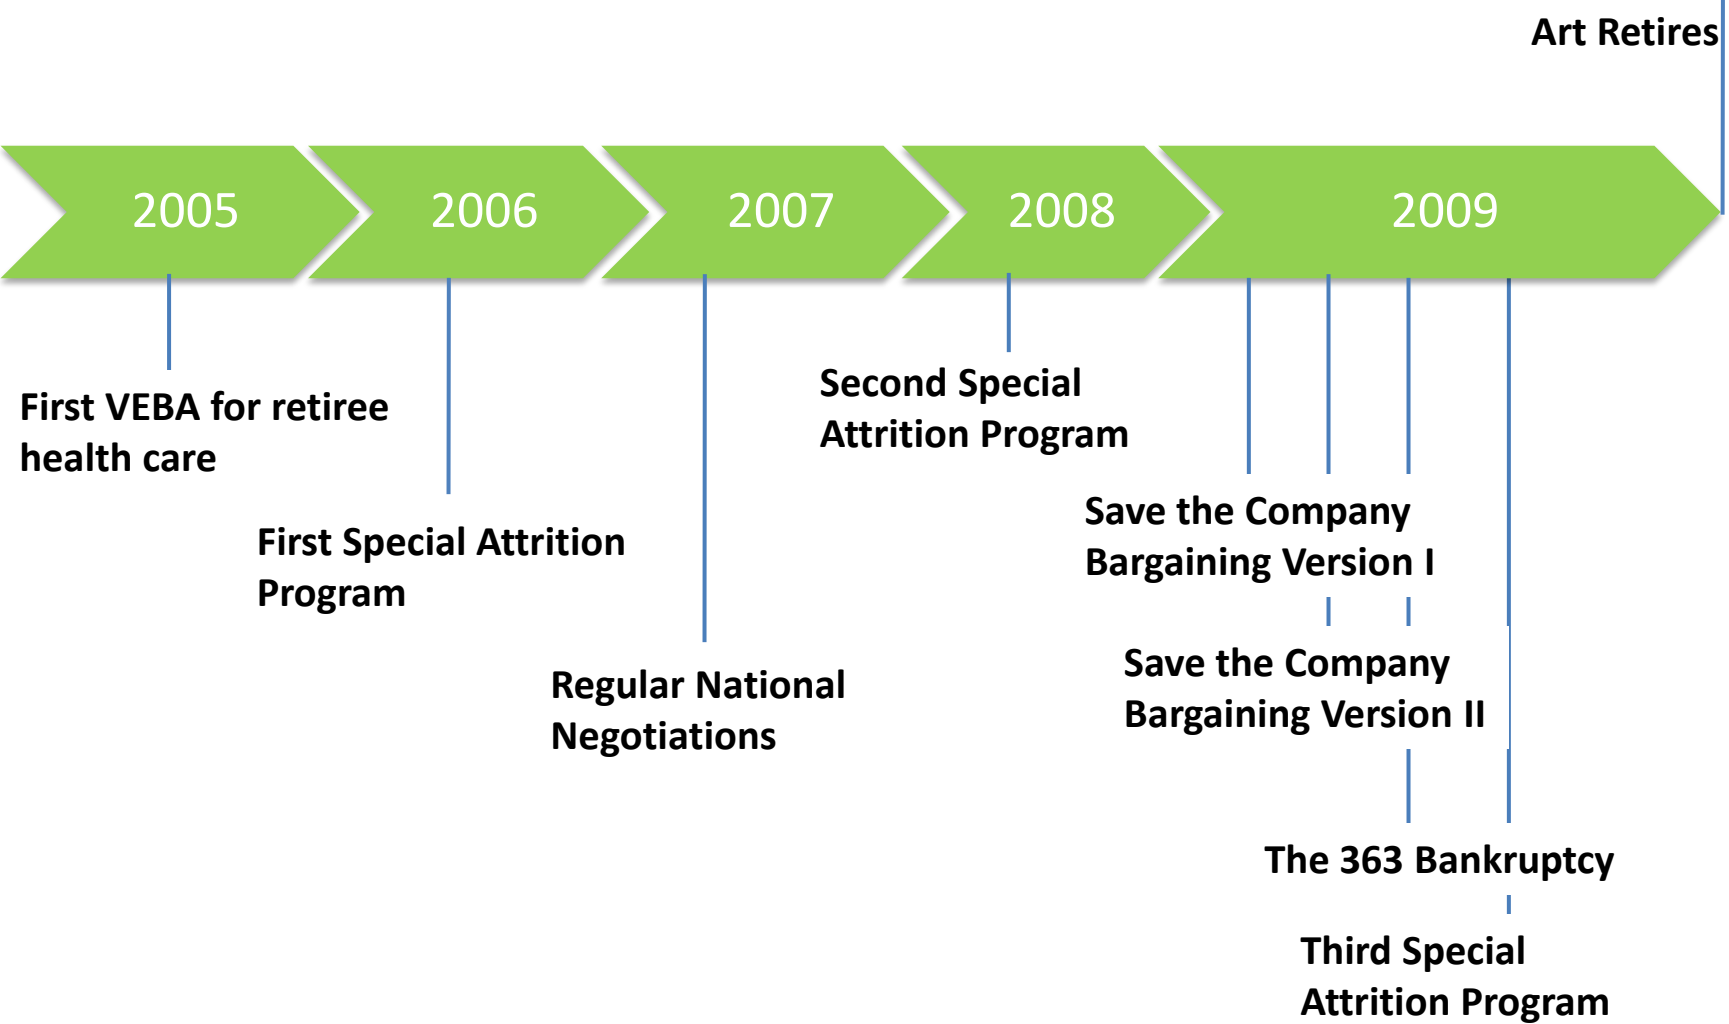 Art Retires
2005
2006
2007
2008
2009
First VEBA for retiree
health care
First Special Attrition
Program
Regular National
Negotiations
Second Special
Attrition Program
Save the Company
Bargaining Version I
Save the Company
Bargaining Version II
The 363 Bankruptcy
Third Special
Attrition Program